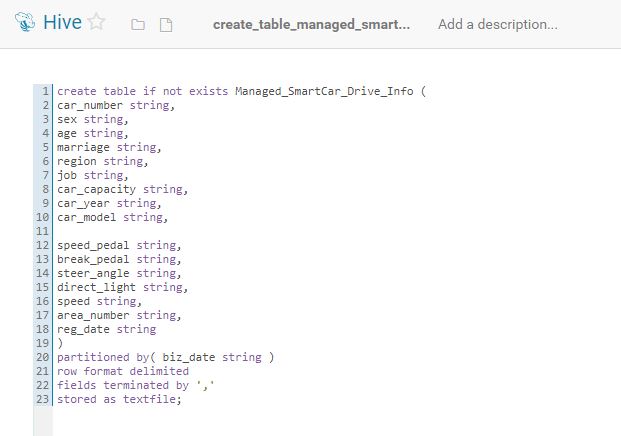 Hive create_table_managed_smart... Add a description...
1 create table if not exists Managed_SmartCar_Drive_Info (
2 car_number string,
3 sex string,
4 age string,
5 marriage string,
6 region string,
7 job string,
8 car_capacity string,
9 car_year string,
10 car_model string,
11
12 speed_pedal string,
13 break_pedal string,
14 steer_angle string,
15 direct_light string,
16 speed string,
17 area_number string,
18 reg_date string
19 )
20 partitioned by( biz_date string )
21 row format delimited
22 fields terminated by ','
23 stored as textfile;